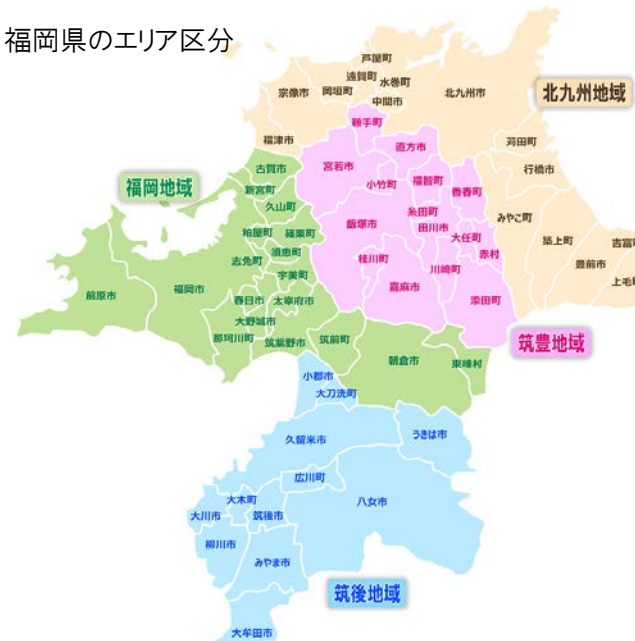 福岡県のエリア区分
芦屋町
遠賀町
水巻町
宗像市
岡垣町
北九州市
中間市
北九州地域
鞍手町
福津市
直方市
苅田町
古賀市
宮若市
行橋市
福岡地域
新宮町
小竹町
福智町
香春町
久山町
糸田町
みやこ町
飯塚市
田川市
粕屋町
篠栗町
大任町
築上町
吉富町
須恵町
赤村
志免町
桂川町
豊前市
宇美町
川崎町
上毛町
前原市
福岡市
嘉麻市
添田町
春日市
太宰府市
大野城市
那珂川町
筑紫野市
筑前町
筑豊地域
朝倉市
東峰村
小郡市
大刀洗町
久留米市
うきは市
広川町
大木町
八女市
大川市
筑後市
柳川市
みやま市
筑後地域
大牟田市